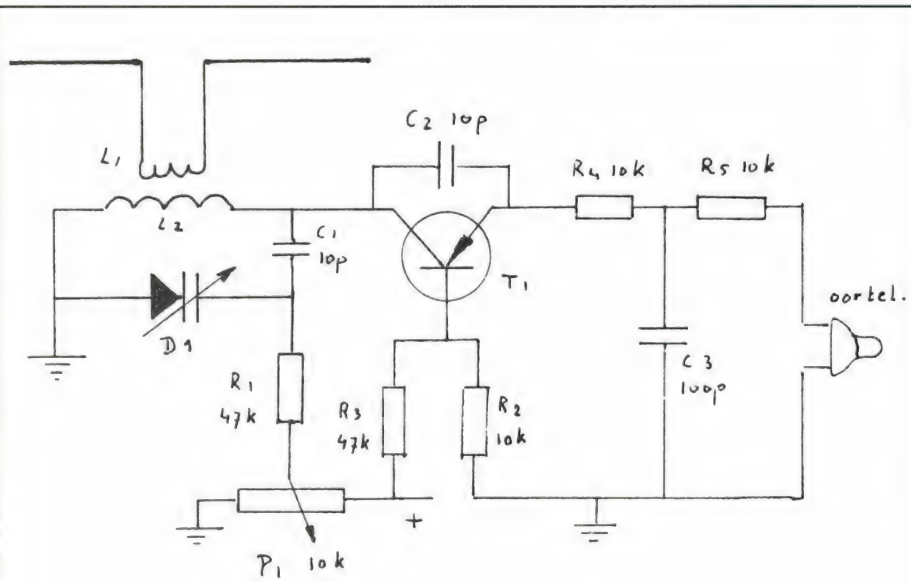 C2 10p
R4 10k
R5 10k
L1
L2
C1
10p
T1
oortel.
D1
C3
100p
R1
47k
R3
47k
R2
10k
+
P1 10k